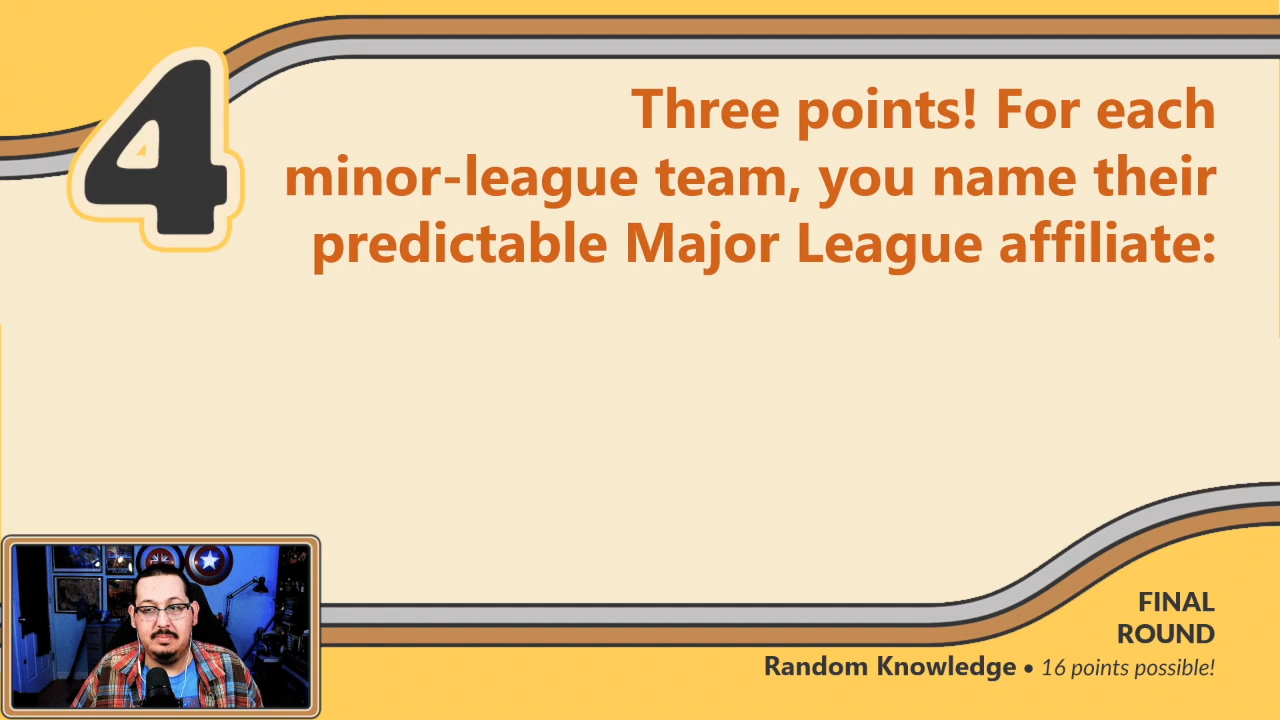 4
Three points! For each
minor-league team, you name their
predictable Major League affiliate:
FINAL
ROUND
Random Knowledge • 16 points possible!